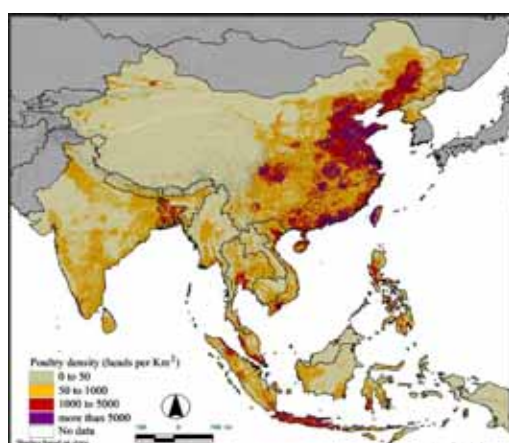 Poultry density (heads per Km²)
0 to 50
50 to 1000
1000 to 5000
more than 5000
No data